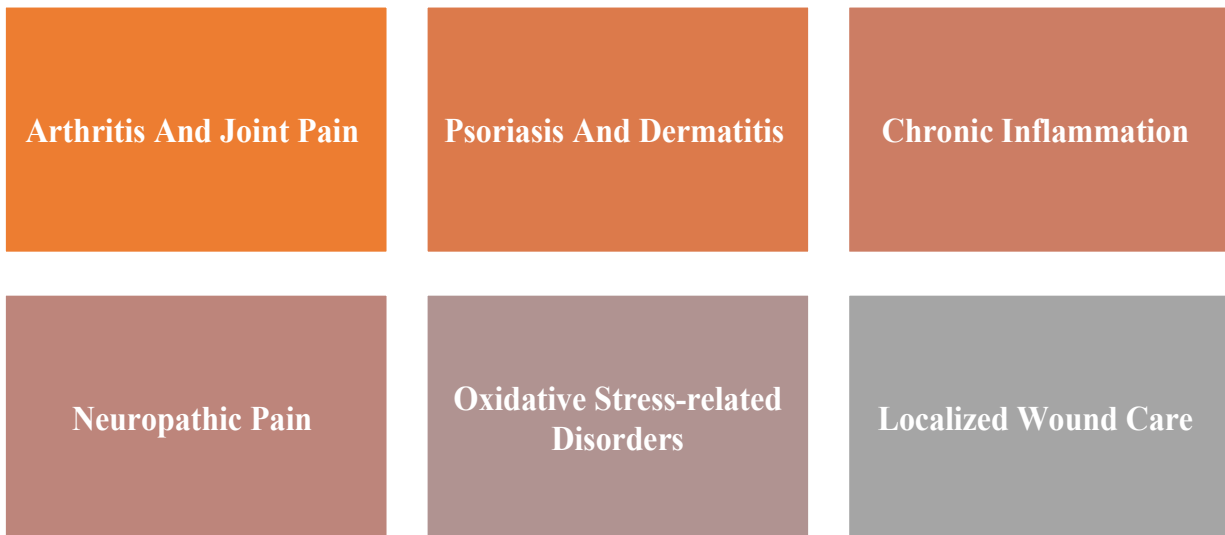 Arthritis And Joint Pain
Psoriasis And Dermatitis
Chronic Inflammation
Neuropathic Pain
Oxidative Stress-related
Disorders
Localized Wound Care